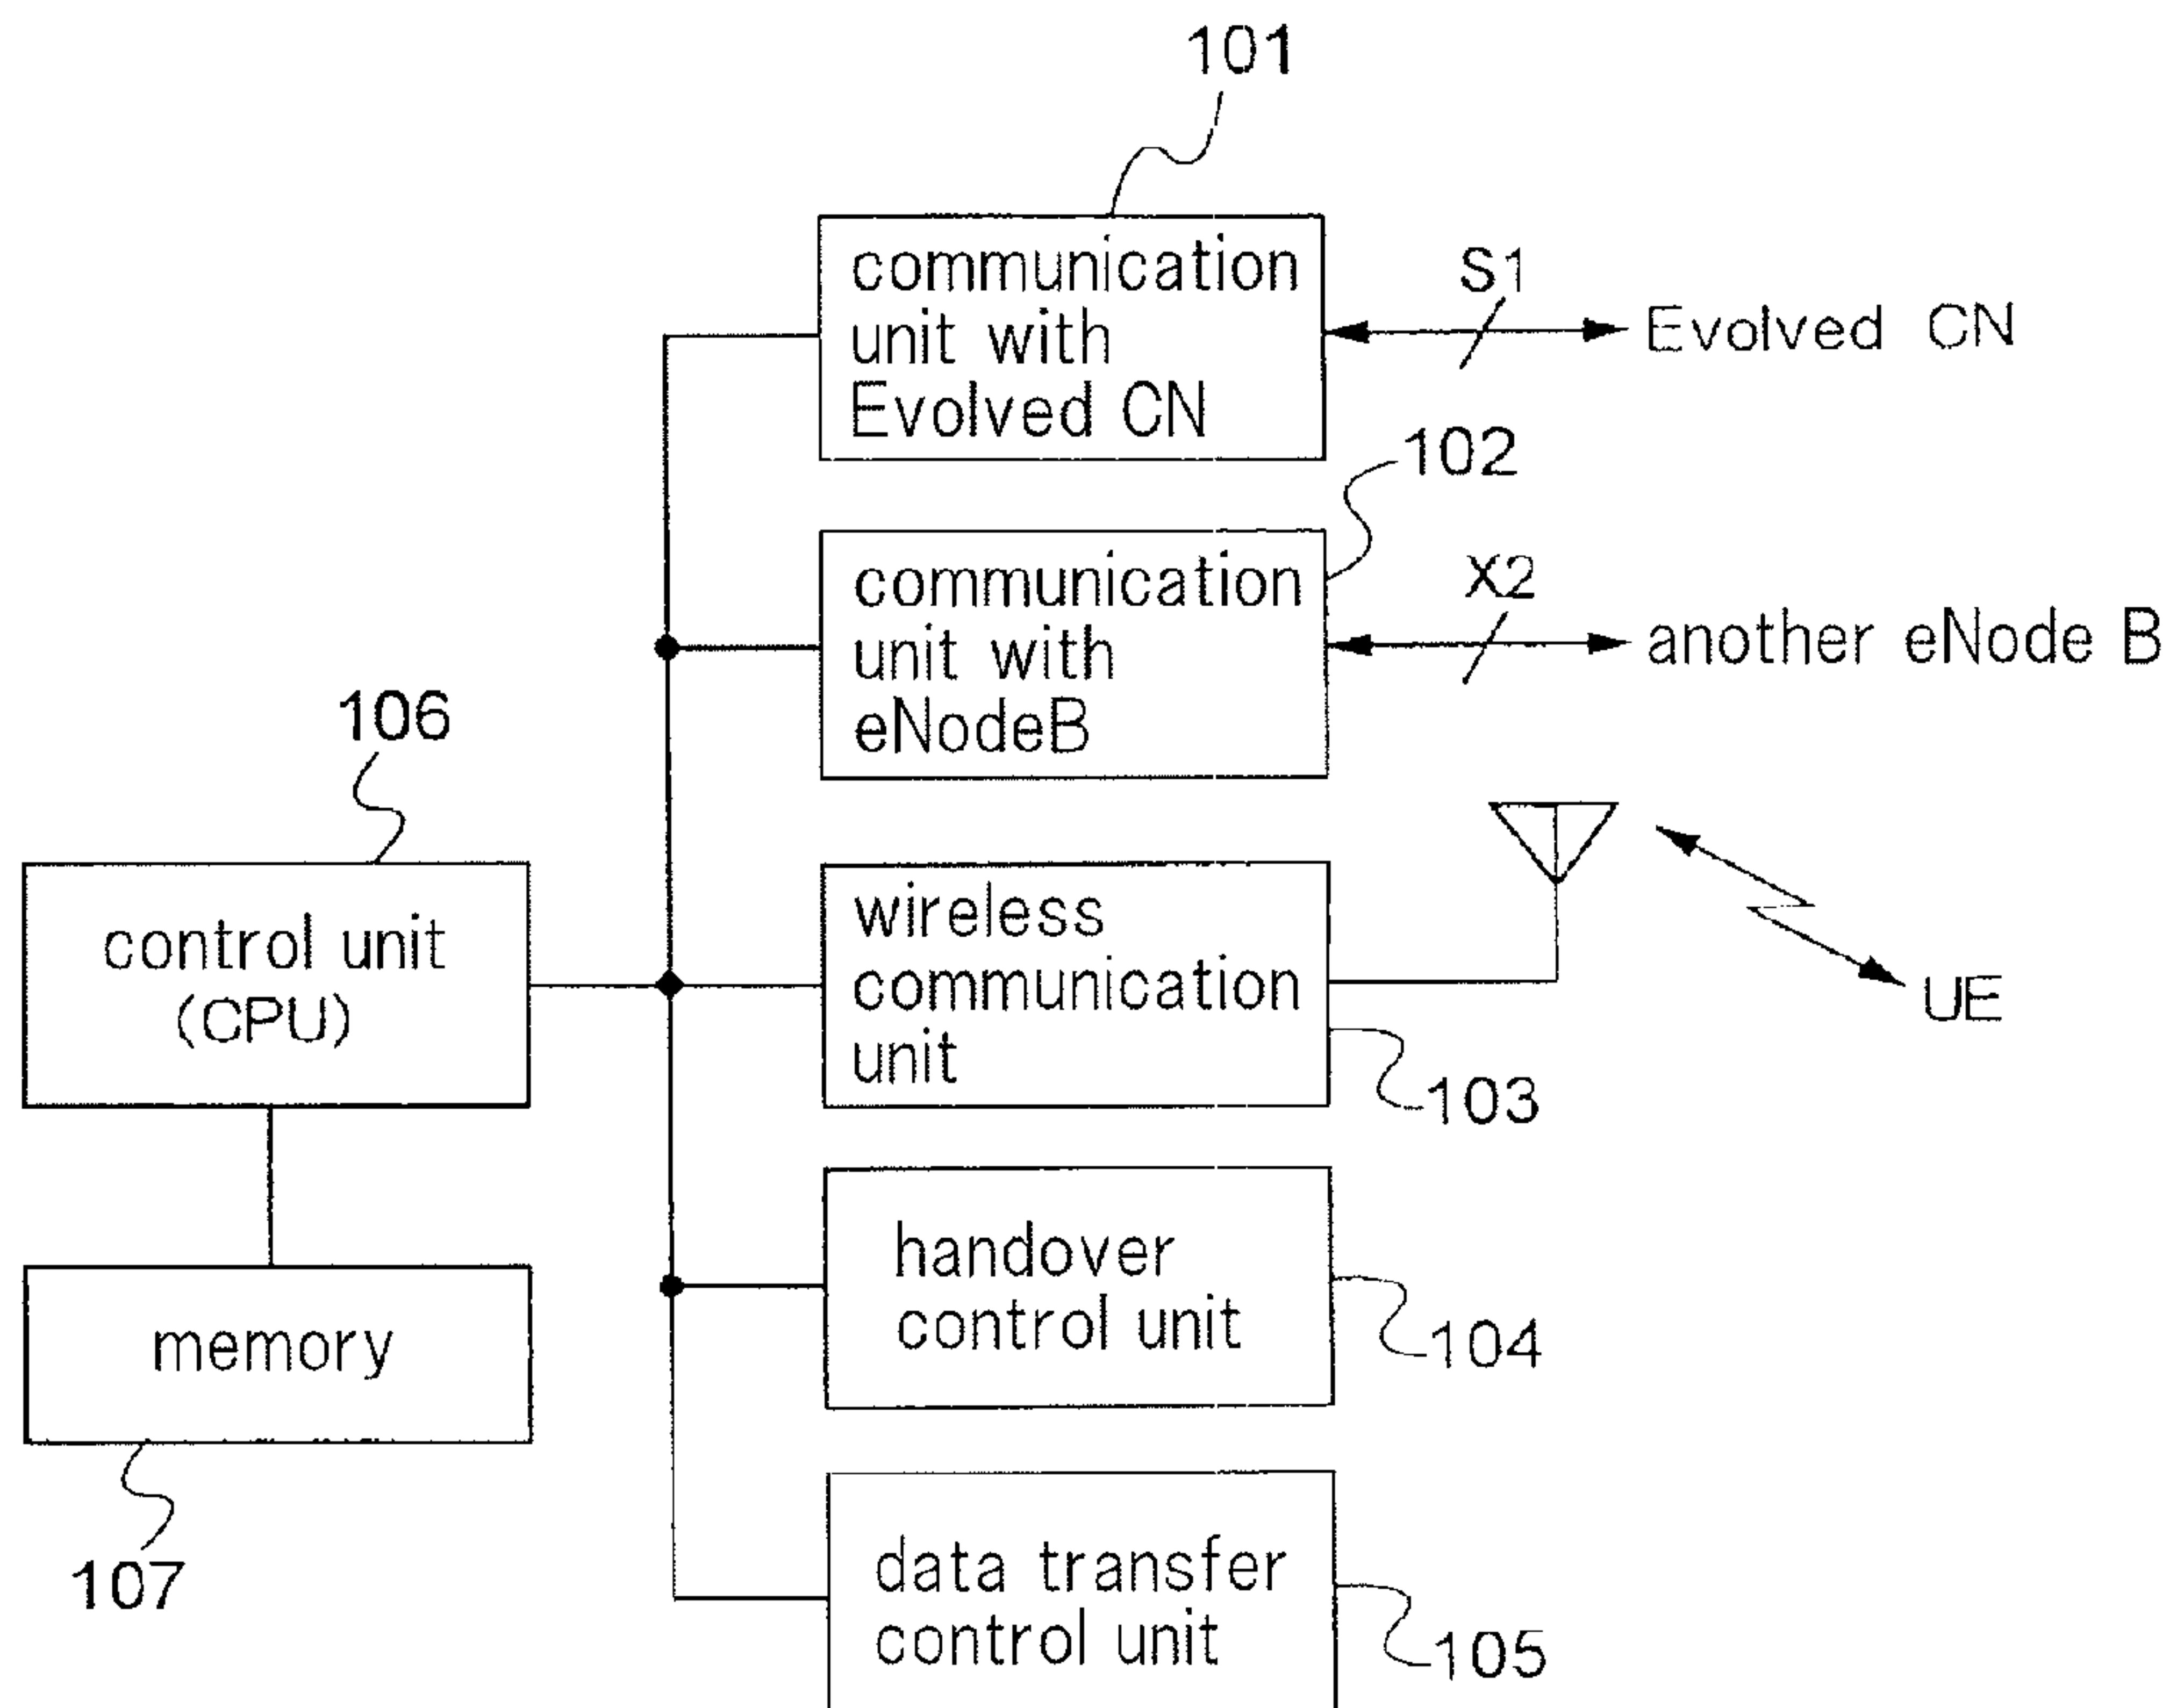 101
communication
unit with
Evolved CN
S1
Evolved CN
102
communication
unit with
eNodeB
X2
another eNode B
106
control unit
(CPU)
wireless
communication
unit
UE
103
handover
control unit
104
memory
107
data transfer
control unit
105